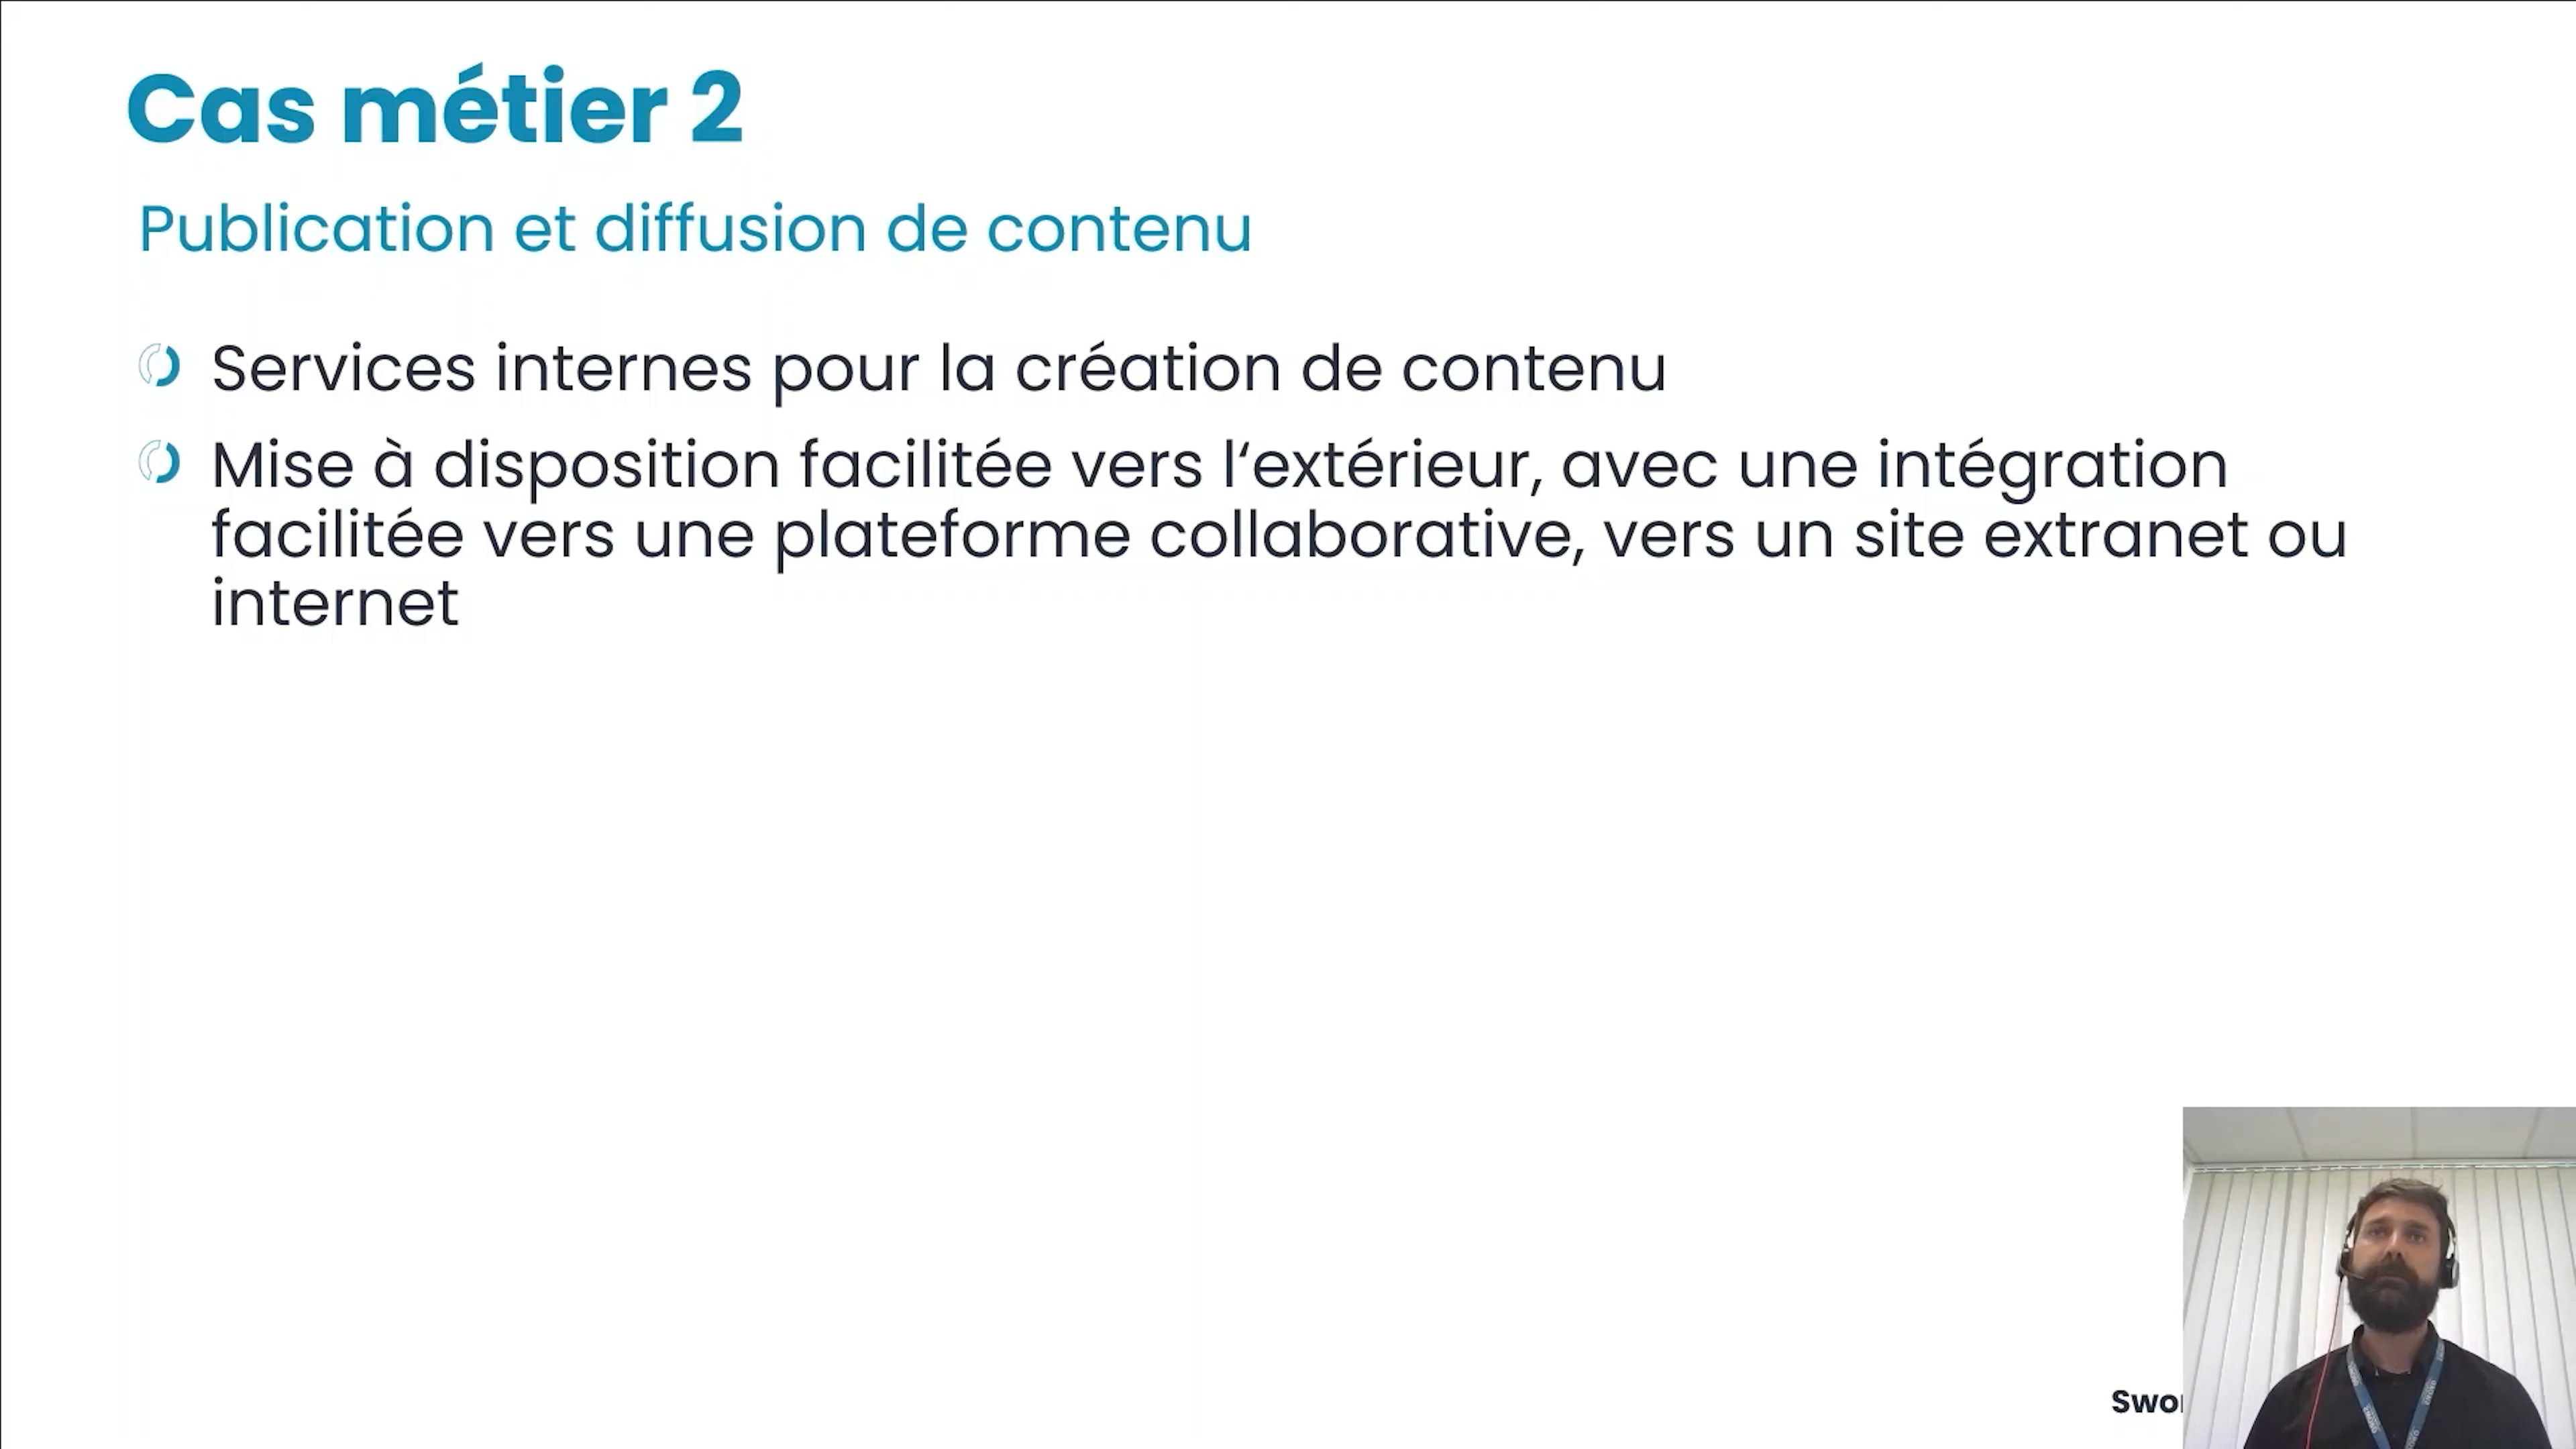 Cas métier 2
Publication et diffusion de contenu
Services internes pour la création de contenu
Mise à disposition facilitée vers l‘extérieur, avec une intégration
facilitée vers une plateforme collaborative, vers un site extranet ou
internet